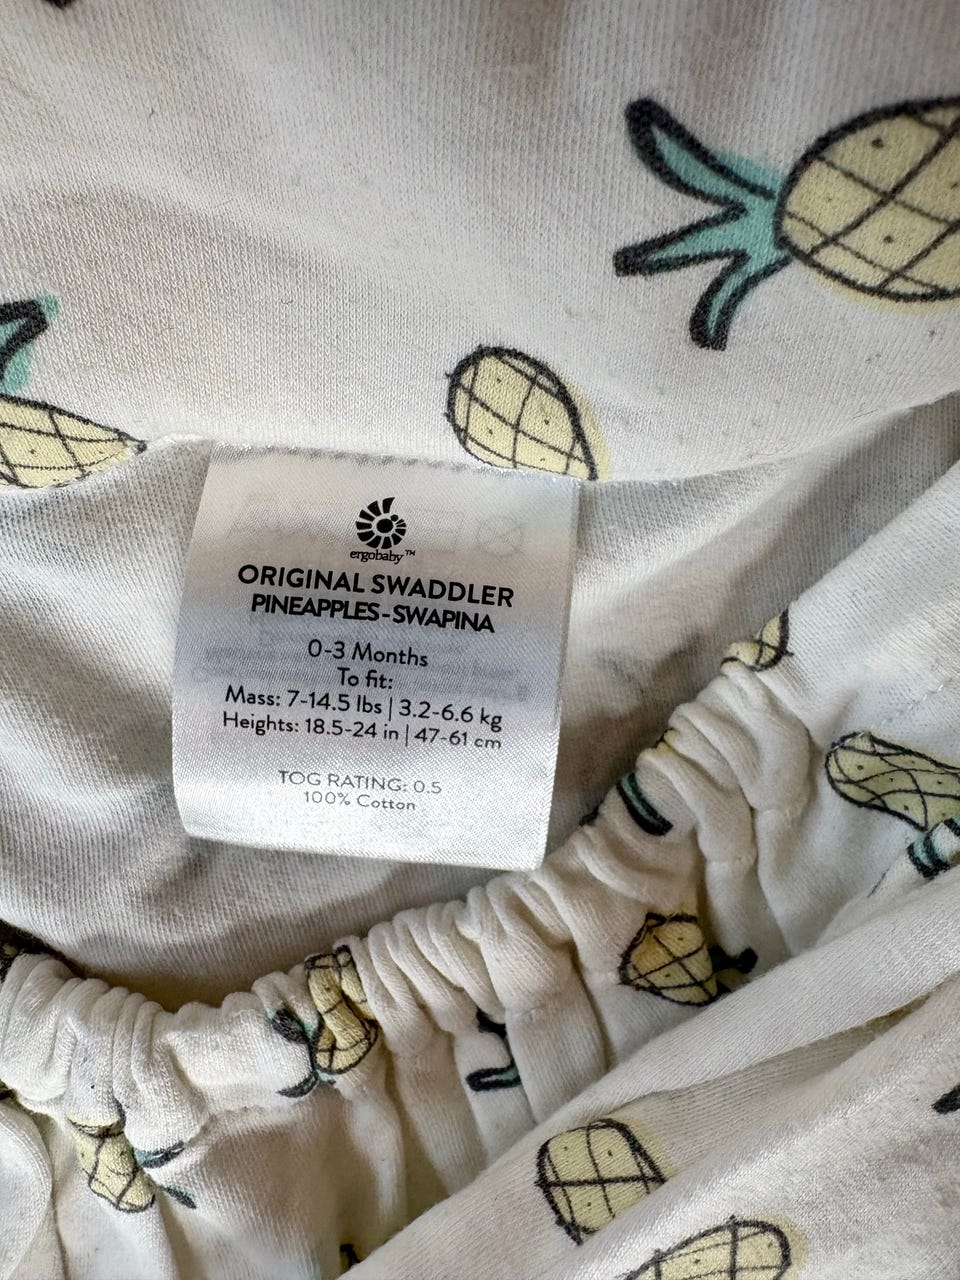 ergobaby™
ORIGINAL SWADDLER
PINEAPPLES-SWAPINA
0-3 Months
To fit:
Mass: 7-14.5 lbs | 3.2-6.6 kg
Heights: 18.5-24 in | 47-61 cm
TOG RATING: 0.5
100% Cotton